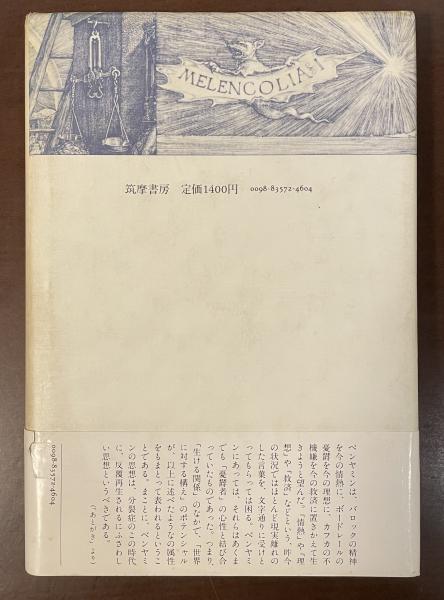 MELENCOLIA§I
筑摩書房　定価1400円　0098-83572-4604
ベンヤミンは、バロックの精神
を今の情熱に、ボードレールの
憂鬱を今の理想に、カフカの不
機嫌を今の救済に置きかえて生
きようと望んだ。「情熱」や「理
想」や「救済」などという、昨今
の状況ではほとんど現実離れの
した言葉を、文字通りに受けと
ってもらっては困る。ベンヤミ
ンにあっては、それらはあくま
でも「憂鬱者」の心性と結び合
っていたものであった。つまり、
「生ける関係」のなかで、「世界
に対する構え」のポテンシャル
が、以上に述べたような属性
をもまとって表われるというこ
とである。まことに、ベンヤミ
ンの思想は、分裂症のこの時代
に、反覆再生されるにふさわし
い思想というべきである。
（「あとがき」より）
0098-83572-4604